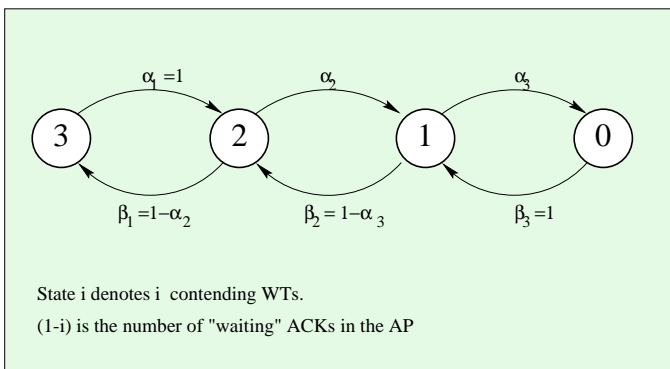 α1 =1
α2
α3
3
2
1
0
β1 =1−α2
β2 = 1−α 3
β3 =1
State i denotes i contending WTs.
(1-i) is the number of "waiting" ACKs in the AP